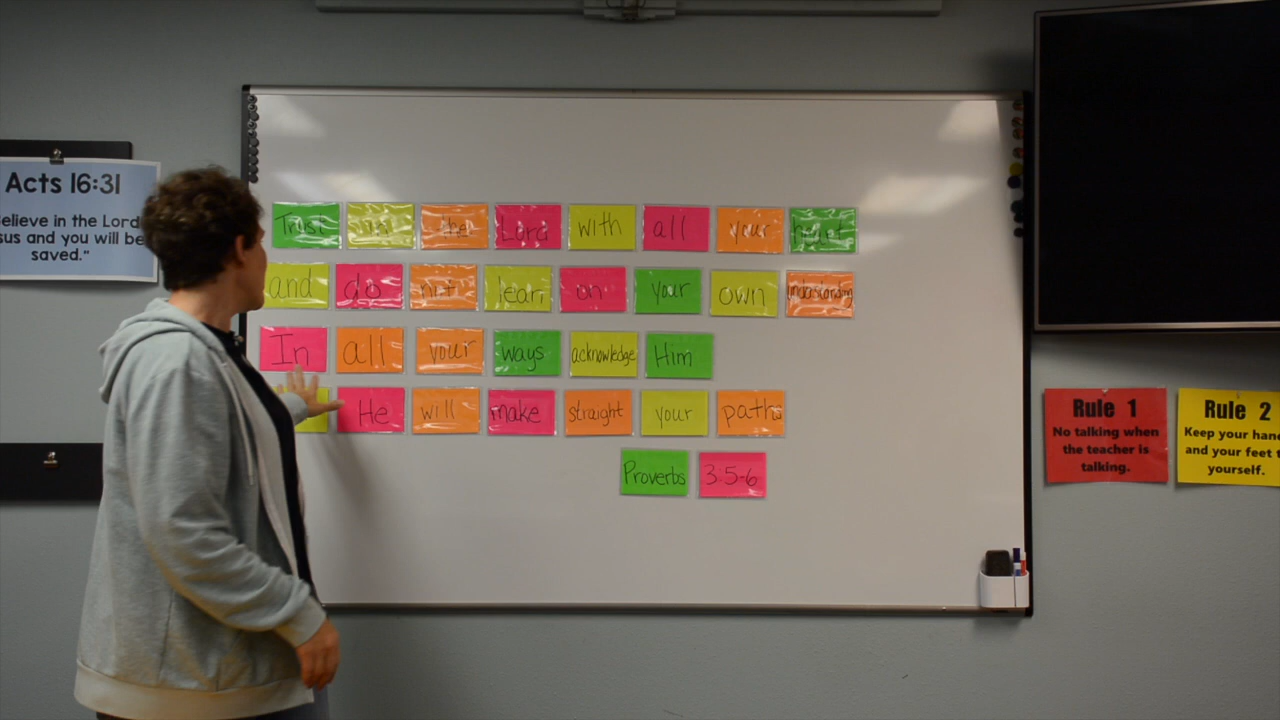 Acts 16:31
elieve in the Lord
sus and you will be
saved."
Trust in the Lord with all your heart
and do not lean on your own understanding
In all your ways acknowledge Him
He will make straight your paths
Proverbs 3:5-6
Rule 1
No talking when
the teacher is
talking.
Rule 2
Keep your han
and your feet t
yourself.